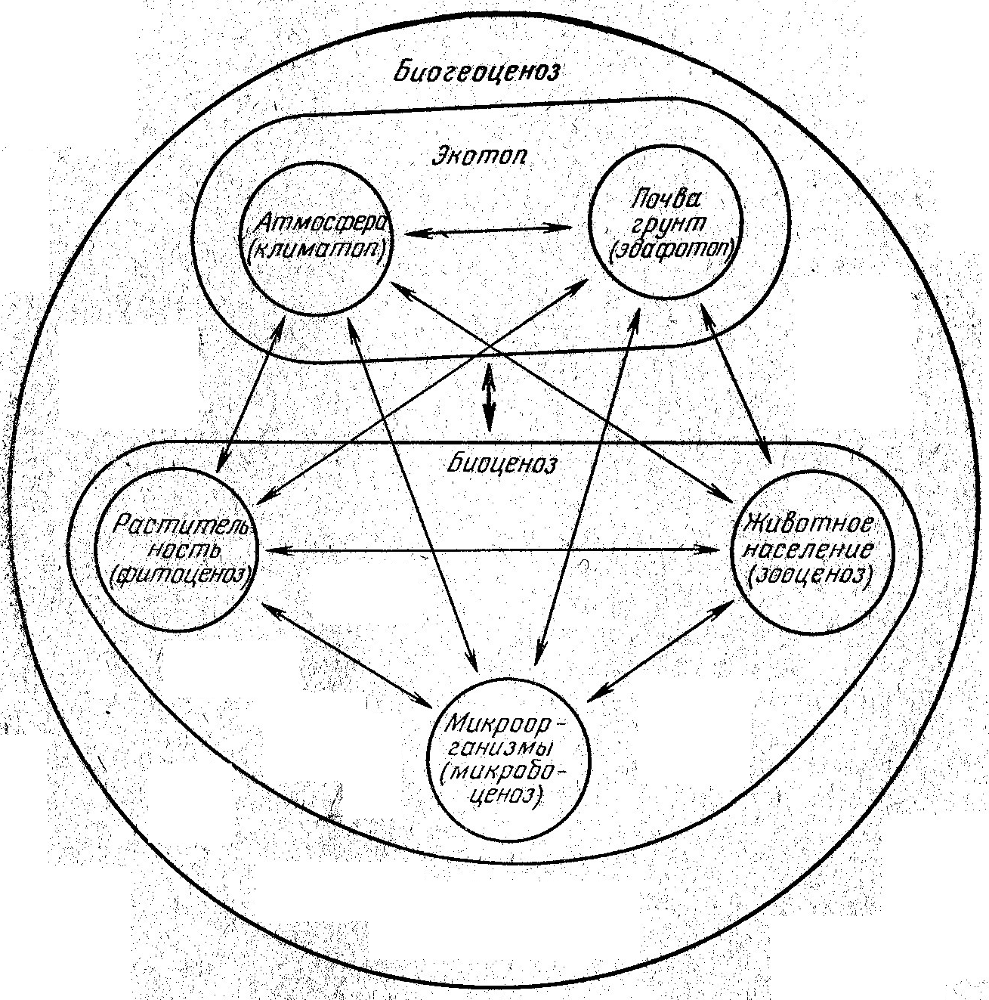 Биогеоценоз
Экотоп
Атмосфера
(климатоп)
Почва
грунт
(эдафотоп)
Биоценоз
Раститель-
ность
(фитоценоз)
Животное
население
(зооценоз)
Микроор-
ганизмы
(микробо-
ценоз)